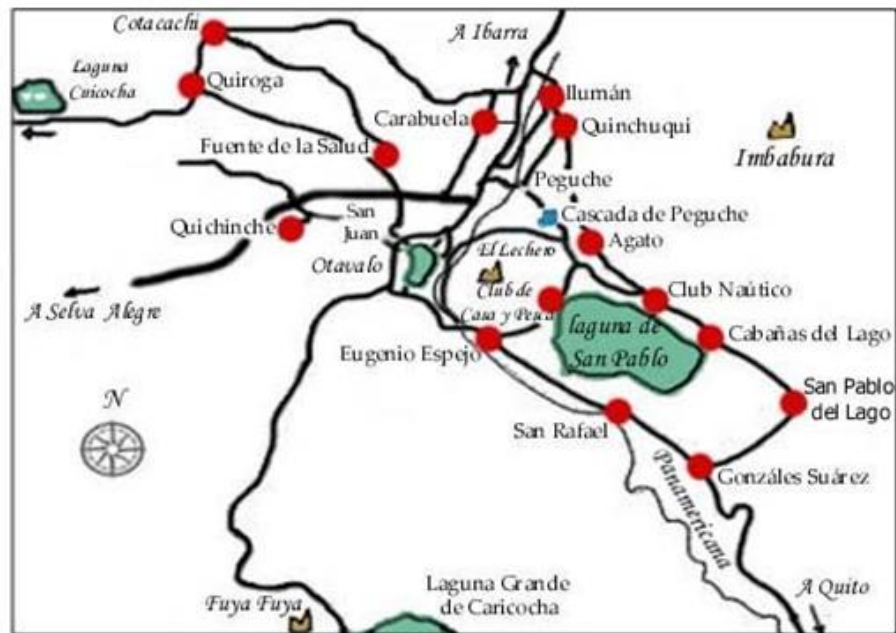 Cotacachi
A Ibarra
Laguna
Cuicocha
Quiroga
Ilumán
Carabuela
Quinchuqui
Fuente de la Salud
Imbabura
Peguche
San
Juan
Quichinche
Cascada de Peguche
Agato
El Lechero
Otavalo
Club de
Casa y Pesca
Club Naútico
A Selva Alegre
laguna de
San Pablo
Cabañas del Lago
Eugenio Espejo
San Pablo
del Lago
N
San Rafael
Gonzáles Suárez
Panamericana
Laguna Grande
de Caricocha
A Quito
Fuya Fuya